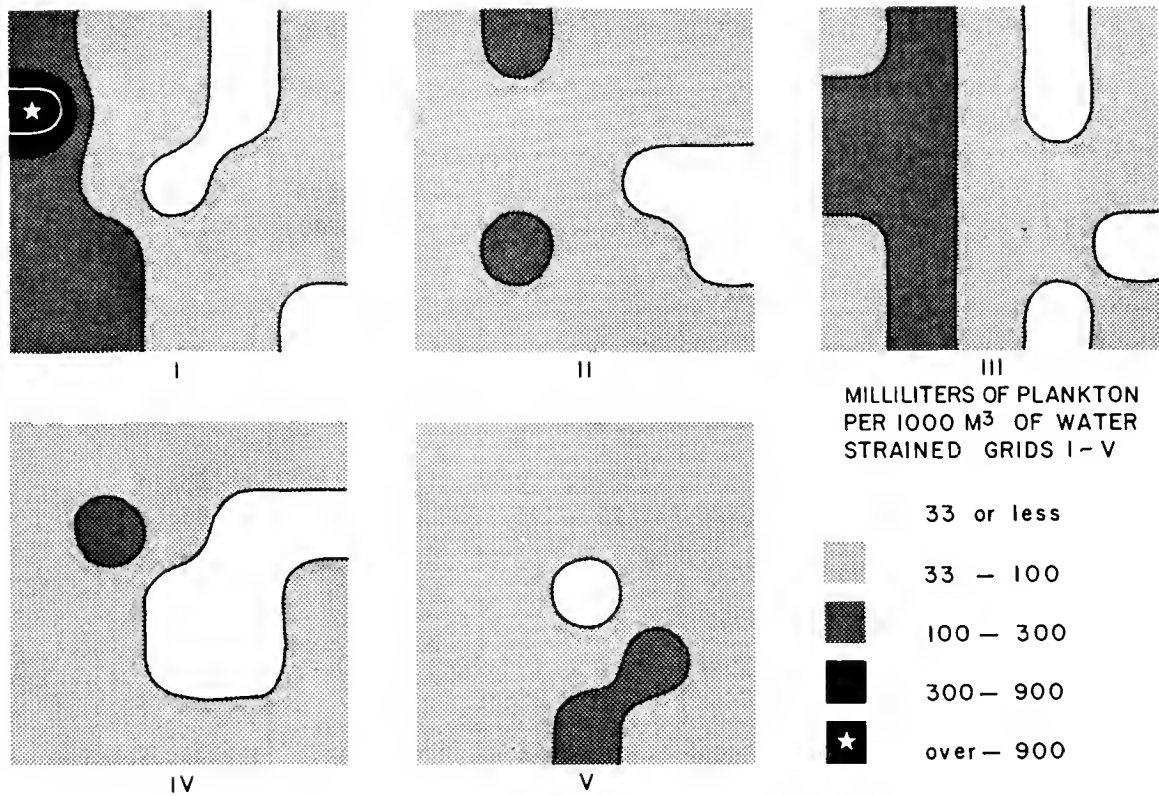 I
II
III
MILLILITERS OF PLANKTON
PER 1000 M³ OF WATER
STRAINED GRIDS I-V
33 or less
33 - 100
100 - 300
300 - 900
over - 900
IV
V